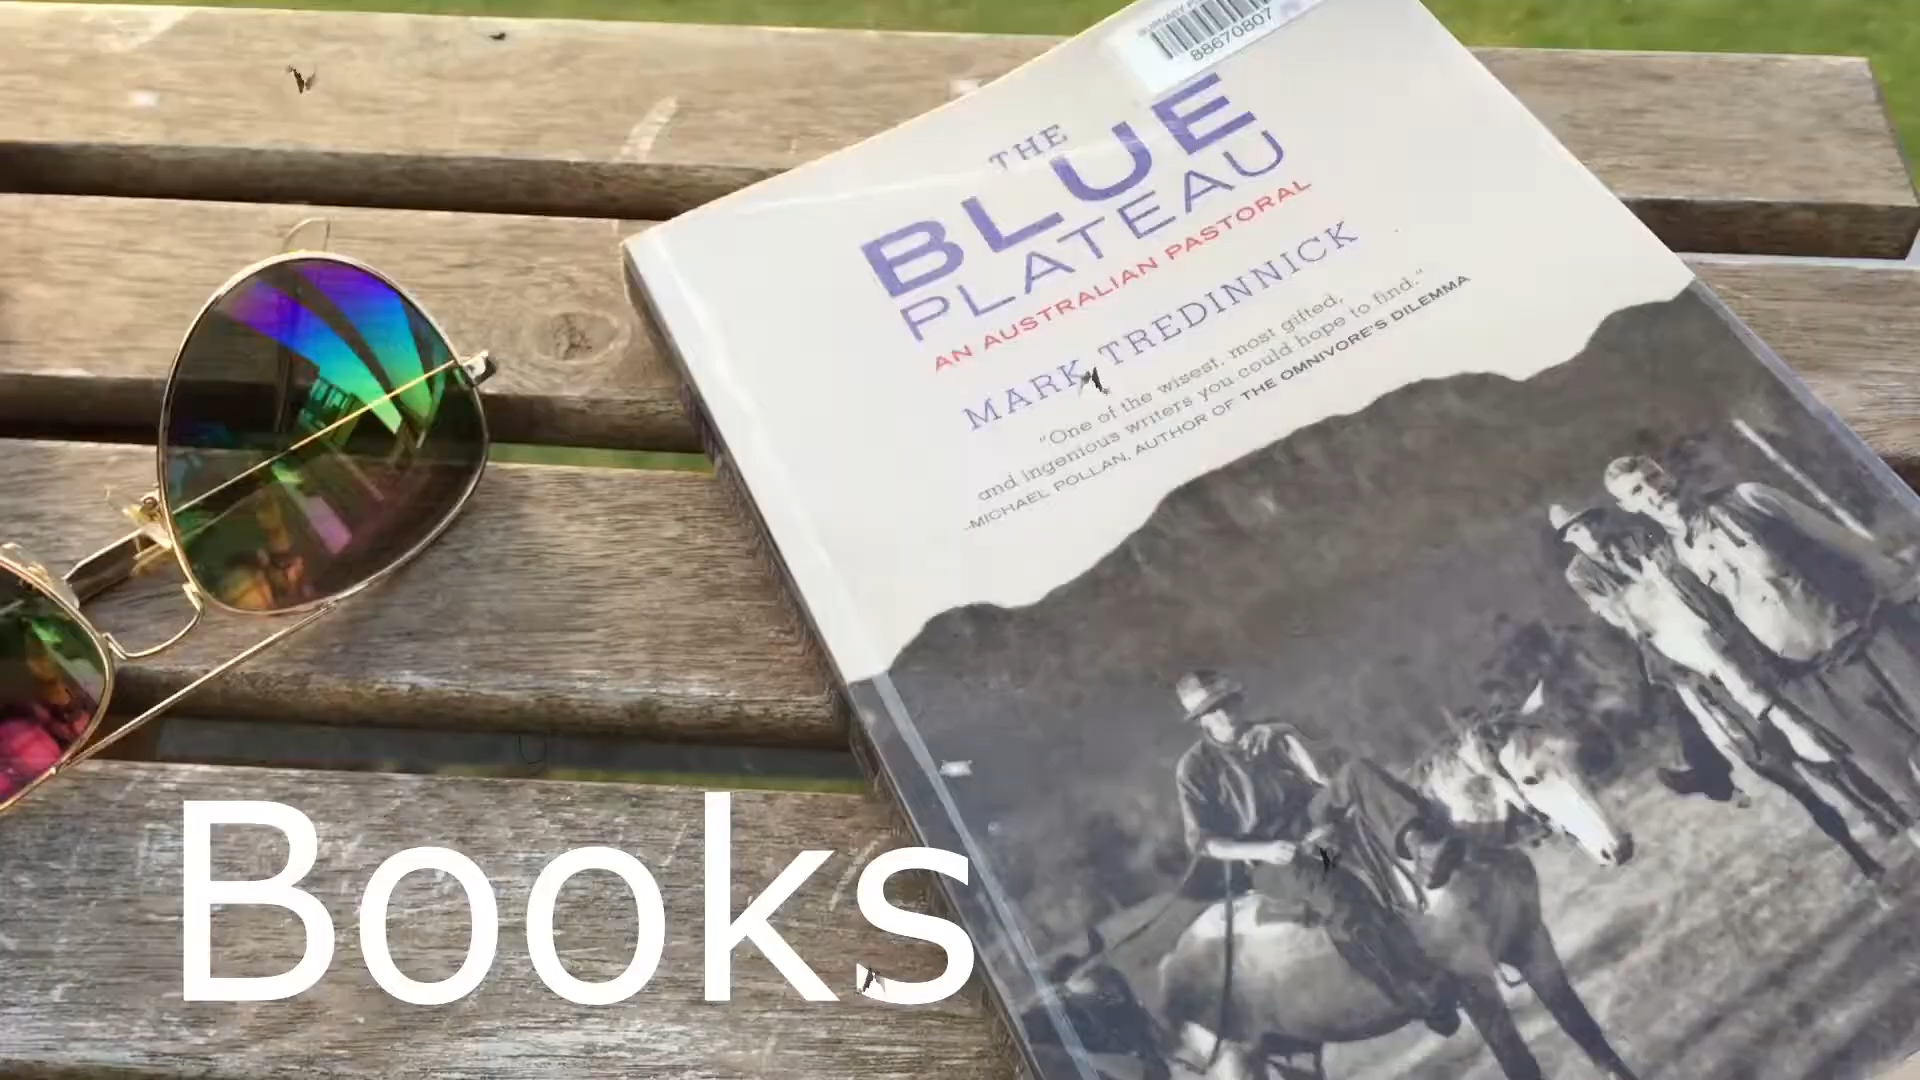 88670807
THE
BLUE
PLATEAU
AN AUSTRALIAN PASTORAL
MARK TREDINNICK
"One of the wisest, most gifted,
and ingenious writers you could hope to find."
—MICHAEL POLLAN, AUTHOR OF THE OMNIVORE'S DILEMMA
Books